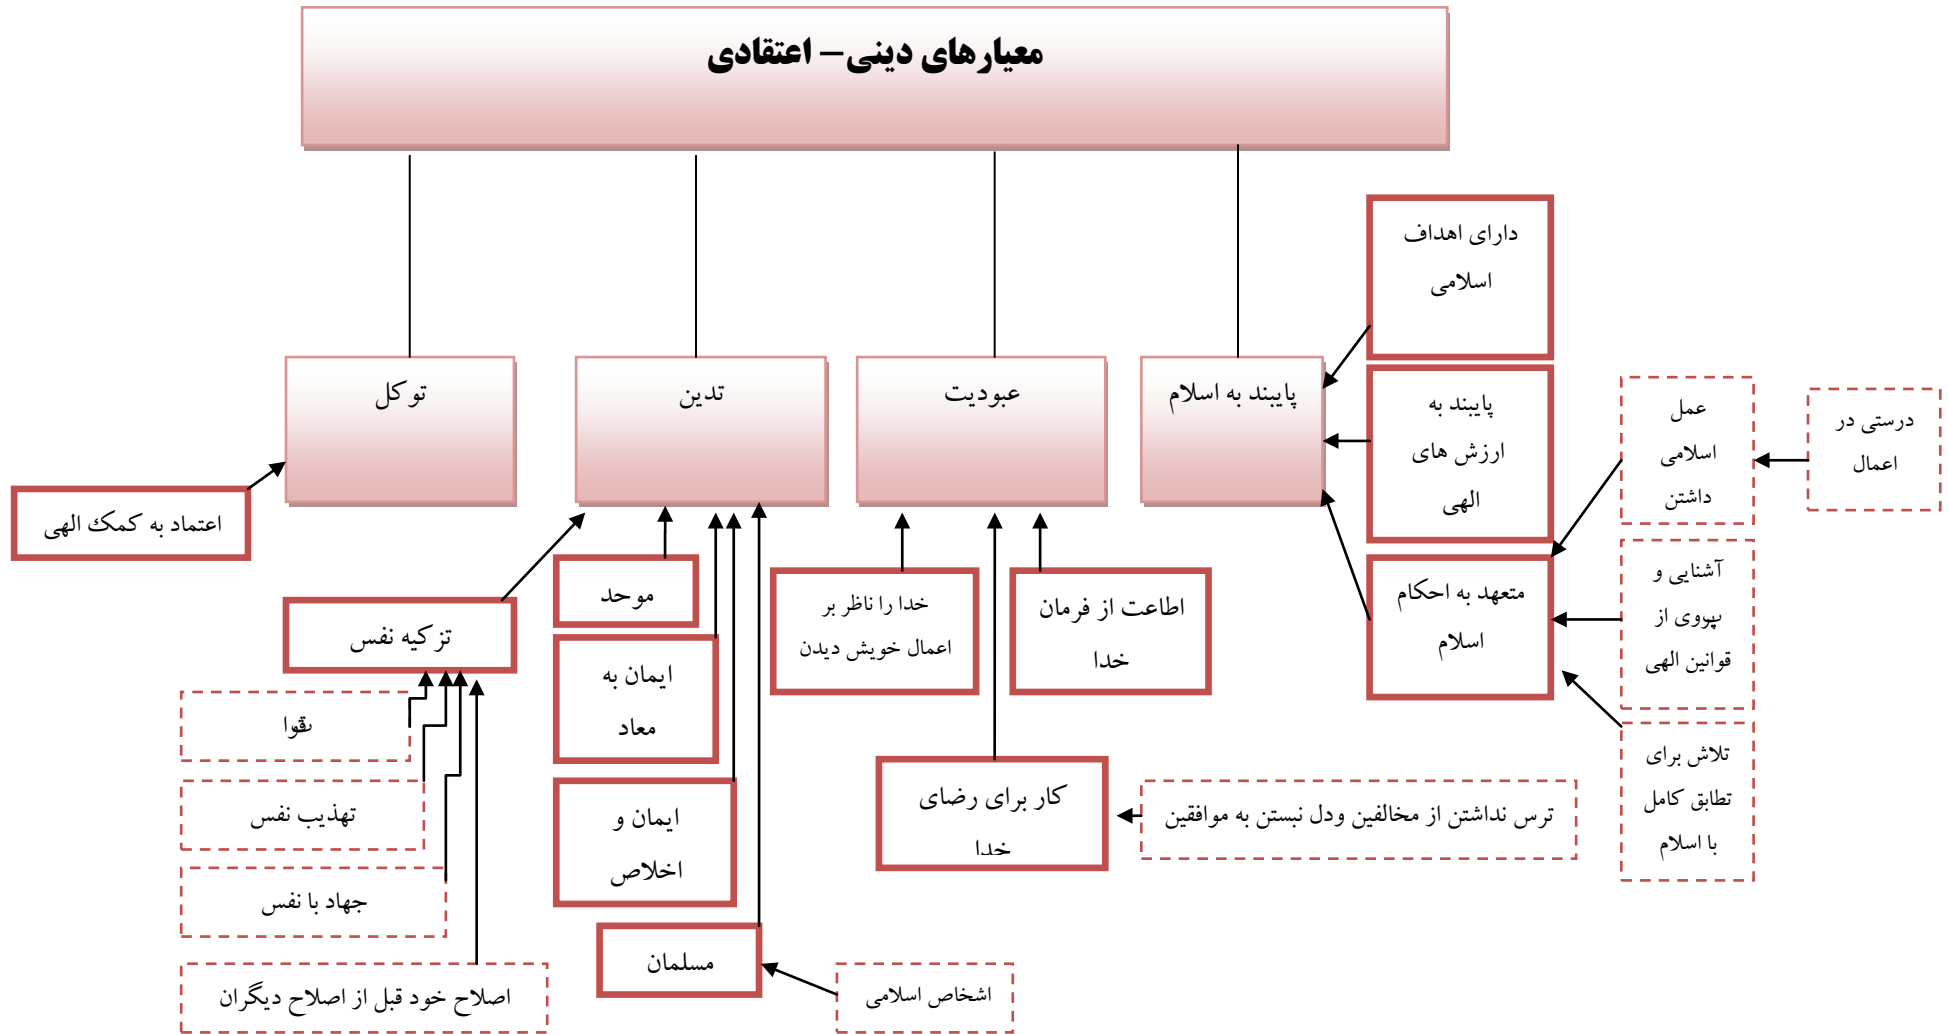 معیارهای دینی– اعتقادی
دارای اهداف
اسلامی
پایبند به اسلام
عبودیت
تدین
توکل
پایبند به
ارزش های
الهی
عمل
اسلامی
داشتن
درستی در
اعمال
اعتماد به کمک الهی
متعهد به احکام
اسلام
آشنایی و
پیروی از
قوانین الهی
اطاعت از فرمان
خدا
خدا را ناظر بر
اعمال خویش دیدن
موحد
تزکیه نفس
ایمان به
معاد
تقوا
تلاش برای
تطابق کامل
با اسلام
کار برای رضای
خدا
ترس نداشتن از مخالفین ودل نبستن به موافقین
ایمان و
اخلاص
تهذیب نفس
جهاد با نفس
مسلمان
اشخاص اسلامی
اصلاح خود قبل از اصلاح دیگران